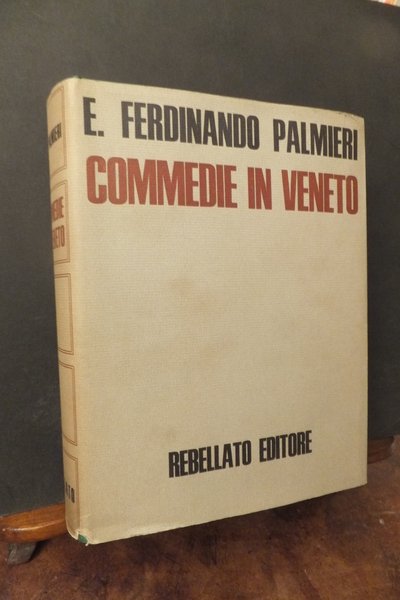 E. FERDINANDO PALMIERI
COMMEDIE IN VENETO
REBELLATO EDITORE